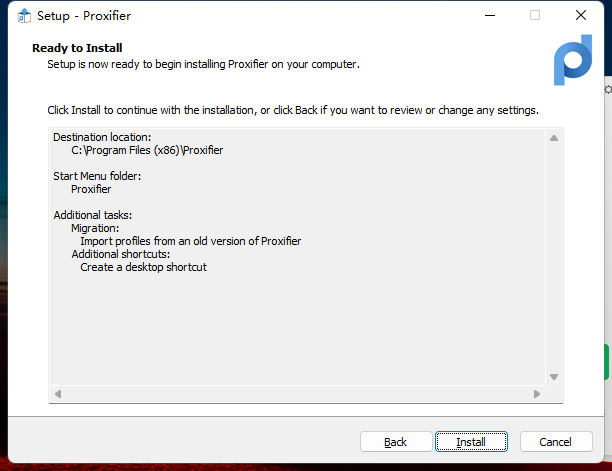 Setup - Proxifier
Ready to Install
Setup is now ready to begin installing Proxifier on your computer.
Click Install to continue with the installation, or click Back if you want to review or change any settings.
Destination location:
C:\Program Files (x86)\Proxifier
Start Menu folder:
Proxifier
Additional tasks:
Migration:
Import profiles from an old version of Proxifier
Additional shortcuts:
Create a desktop shortcut
Back
Install
Cancel